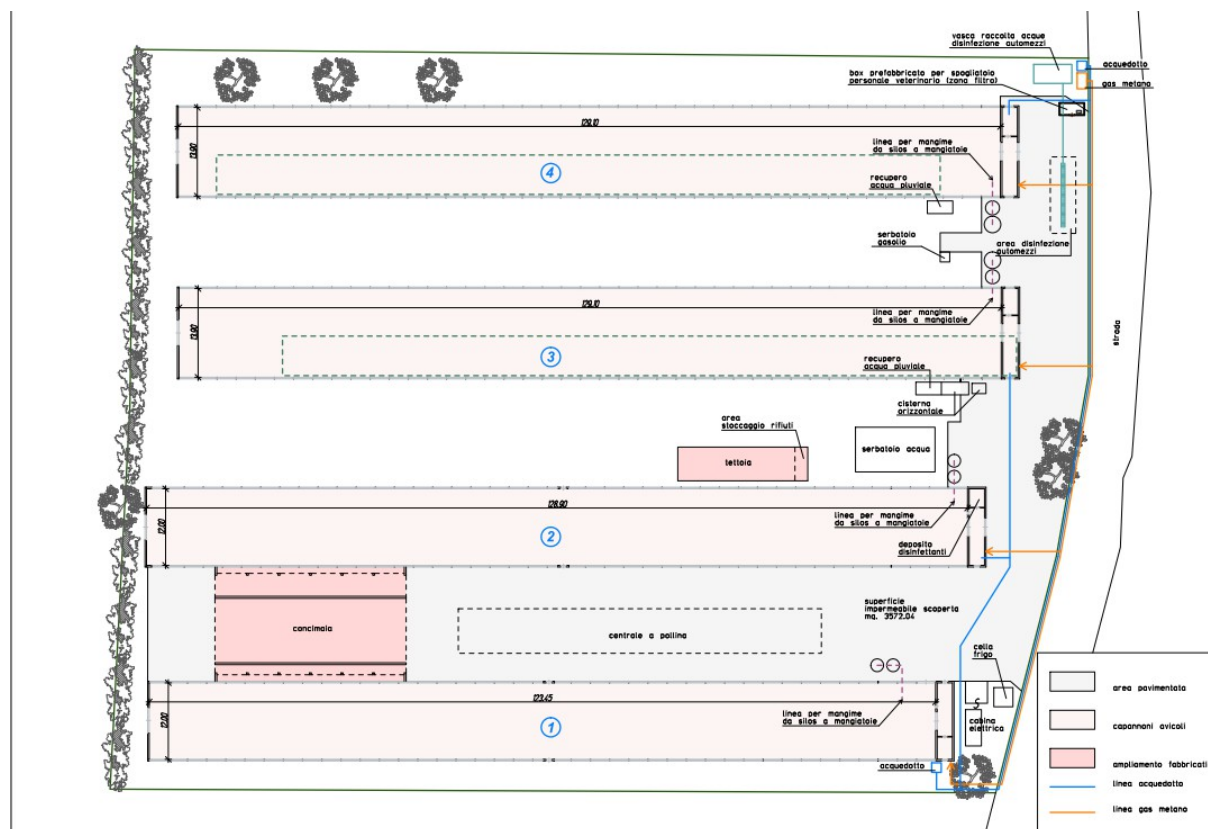 vasca raccolta acque
disinfezione automezzi
acquedotto
box prefabbricato per spogliatoio
personale veterinario (zona filtro)
gas metano
129.10
13.90
linea per mangime
da silos a mangiatoie
4
recupero
acqua pluviale
serbatoio
gasolio
area disinfezione
automezzi
129.10
13.90
linea per mangime
da silos a mangiatoie
strada
3
recupero
acqua pluviale
cisterna
orizzontale
area
stoccaggio rifiuti
tettoia
serbatoio acqua
126.90
12.00
linea per mangime
da silos a mangiatoie
2
deposito
disinfettanti
superficie
impermeabile scoperta
mq. 3572.04
concimaia
centrale a pollina
cella
frigo
123.45
12.00
linea per mangime
da silos a mangiatoie
1
cabina
elettrica
acquedotto
area pavimentata
capannoni avicoli
ampliamento fabbricati
linea acquedotto
linea gas metano